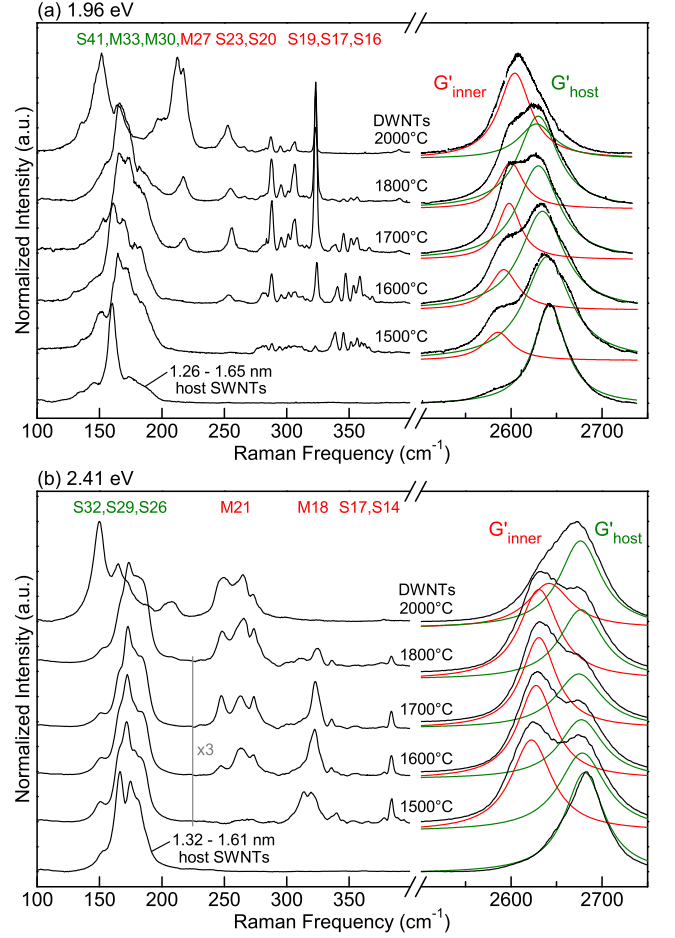 (a) 1.96 eV
S41,M33,M30,M27 S23,S20 S19,S17,S16
G'inner
G'host
DWNTs
2000°C
1800°C
1700°C
1600°C
1500°C
1.26 - 1.65 nm
host SWNTs
Normalized Intensity (a.u.)
100 150 200 250 300 350 2600 2700
Raman Frequency (cm-1)
(b) 2.41 eV
S32,S29,S26 M21 M18 S17,S14
G'inner
G'host
DWNTs
2000°C
1800°C
1700°C
x3
1600°C
1500°C
1.32 - 1.61 nm
host SWNTs
Normalized Intensity (a.u.)
100 150 200 250 300 350 2600 2700
Raman Frequency (cm-1)